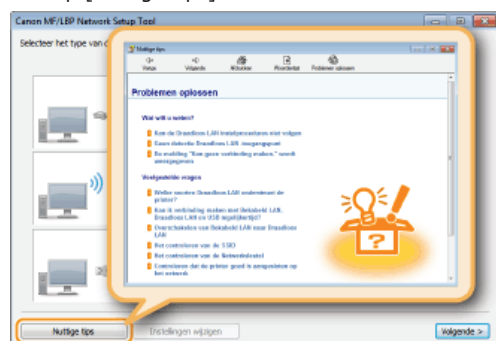 Canon MF/LBP Network Setup Tool
Selecteer het type van
Nuttige tips
Vorige Volgende Afdrukken Woordenlijst Problemen oplossen
Problemen oplossen
Wat wilt u weten?
Kan de Draadloos LAN instelprocedures niet volgen
Geen detectie Draadloos LAN toegangspunt
De melding "Kan geen verbinding maken." wordt
weergegeven
Veelgestelde vragen
Welke soorten Draadloos LAN ondersteunt de
printer?
Kan ik verbinding maken met Bekabeld LAN,
Draadloos LAN en USB tegelijkertijd?
Overschakelen van Bekabeld LAN naar Draadloos
LAN
Het controleren van de SSID
Het controleren van de Netwerksleutel
Controleren dat de printer goed is aangesloten op
het netwerk
Nuttige tips
Instellingen wijzigen
Volgende >